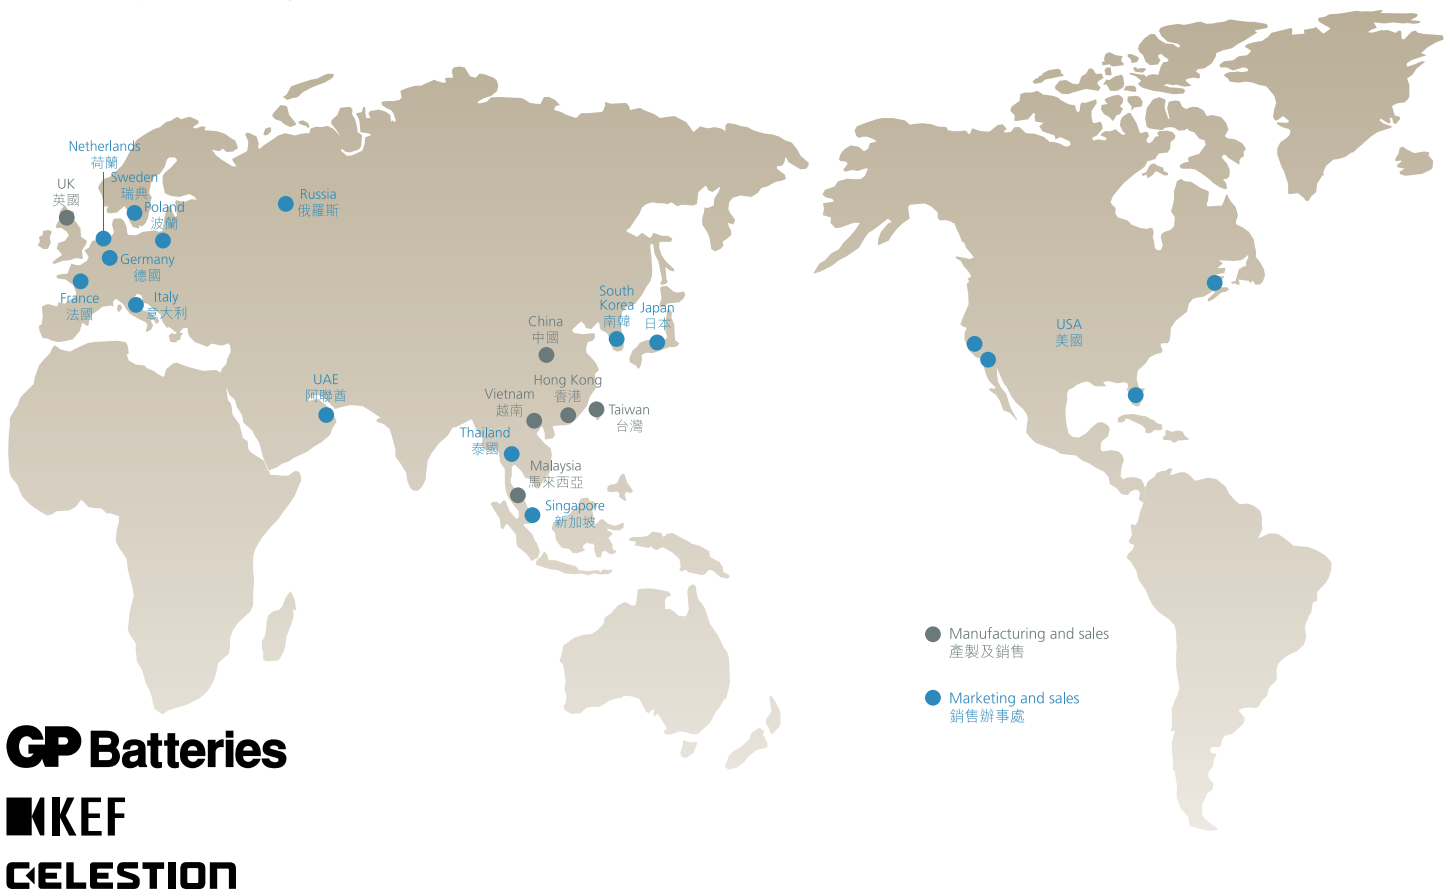 Netherlands
荷蘭
UK
英國
Sweden
瑞典
Poland
波蘭
Russia
俄羅斯
Germany
德國
France
法國
Italy
意大利
South
Korea
南韓
Japan
日本
China
中國
USA
美國
UAE
阿聯酋
Hong Kong
香港
Vietnam
越南
Taiwan
台灣
Thailand
泰國
Malaysia
馬來西亞
Singapore
新加坡
Manufacturing and sales
產製及銷售
Marketing and sales
銷售辦事處
GP Batteries
KEF
CELESTION